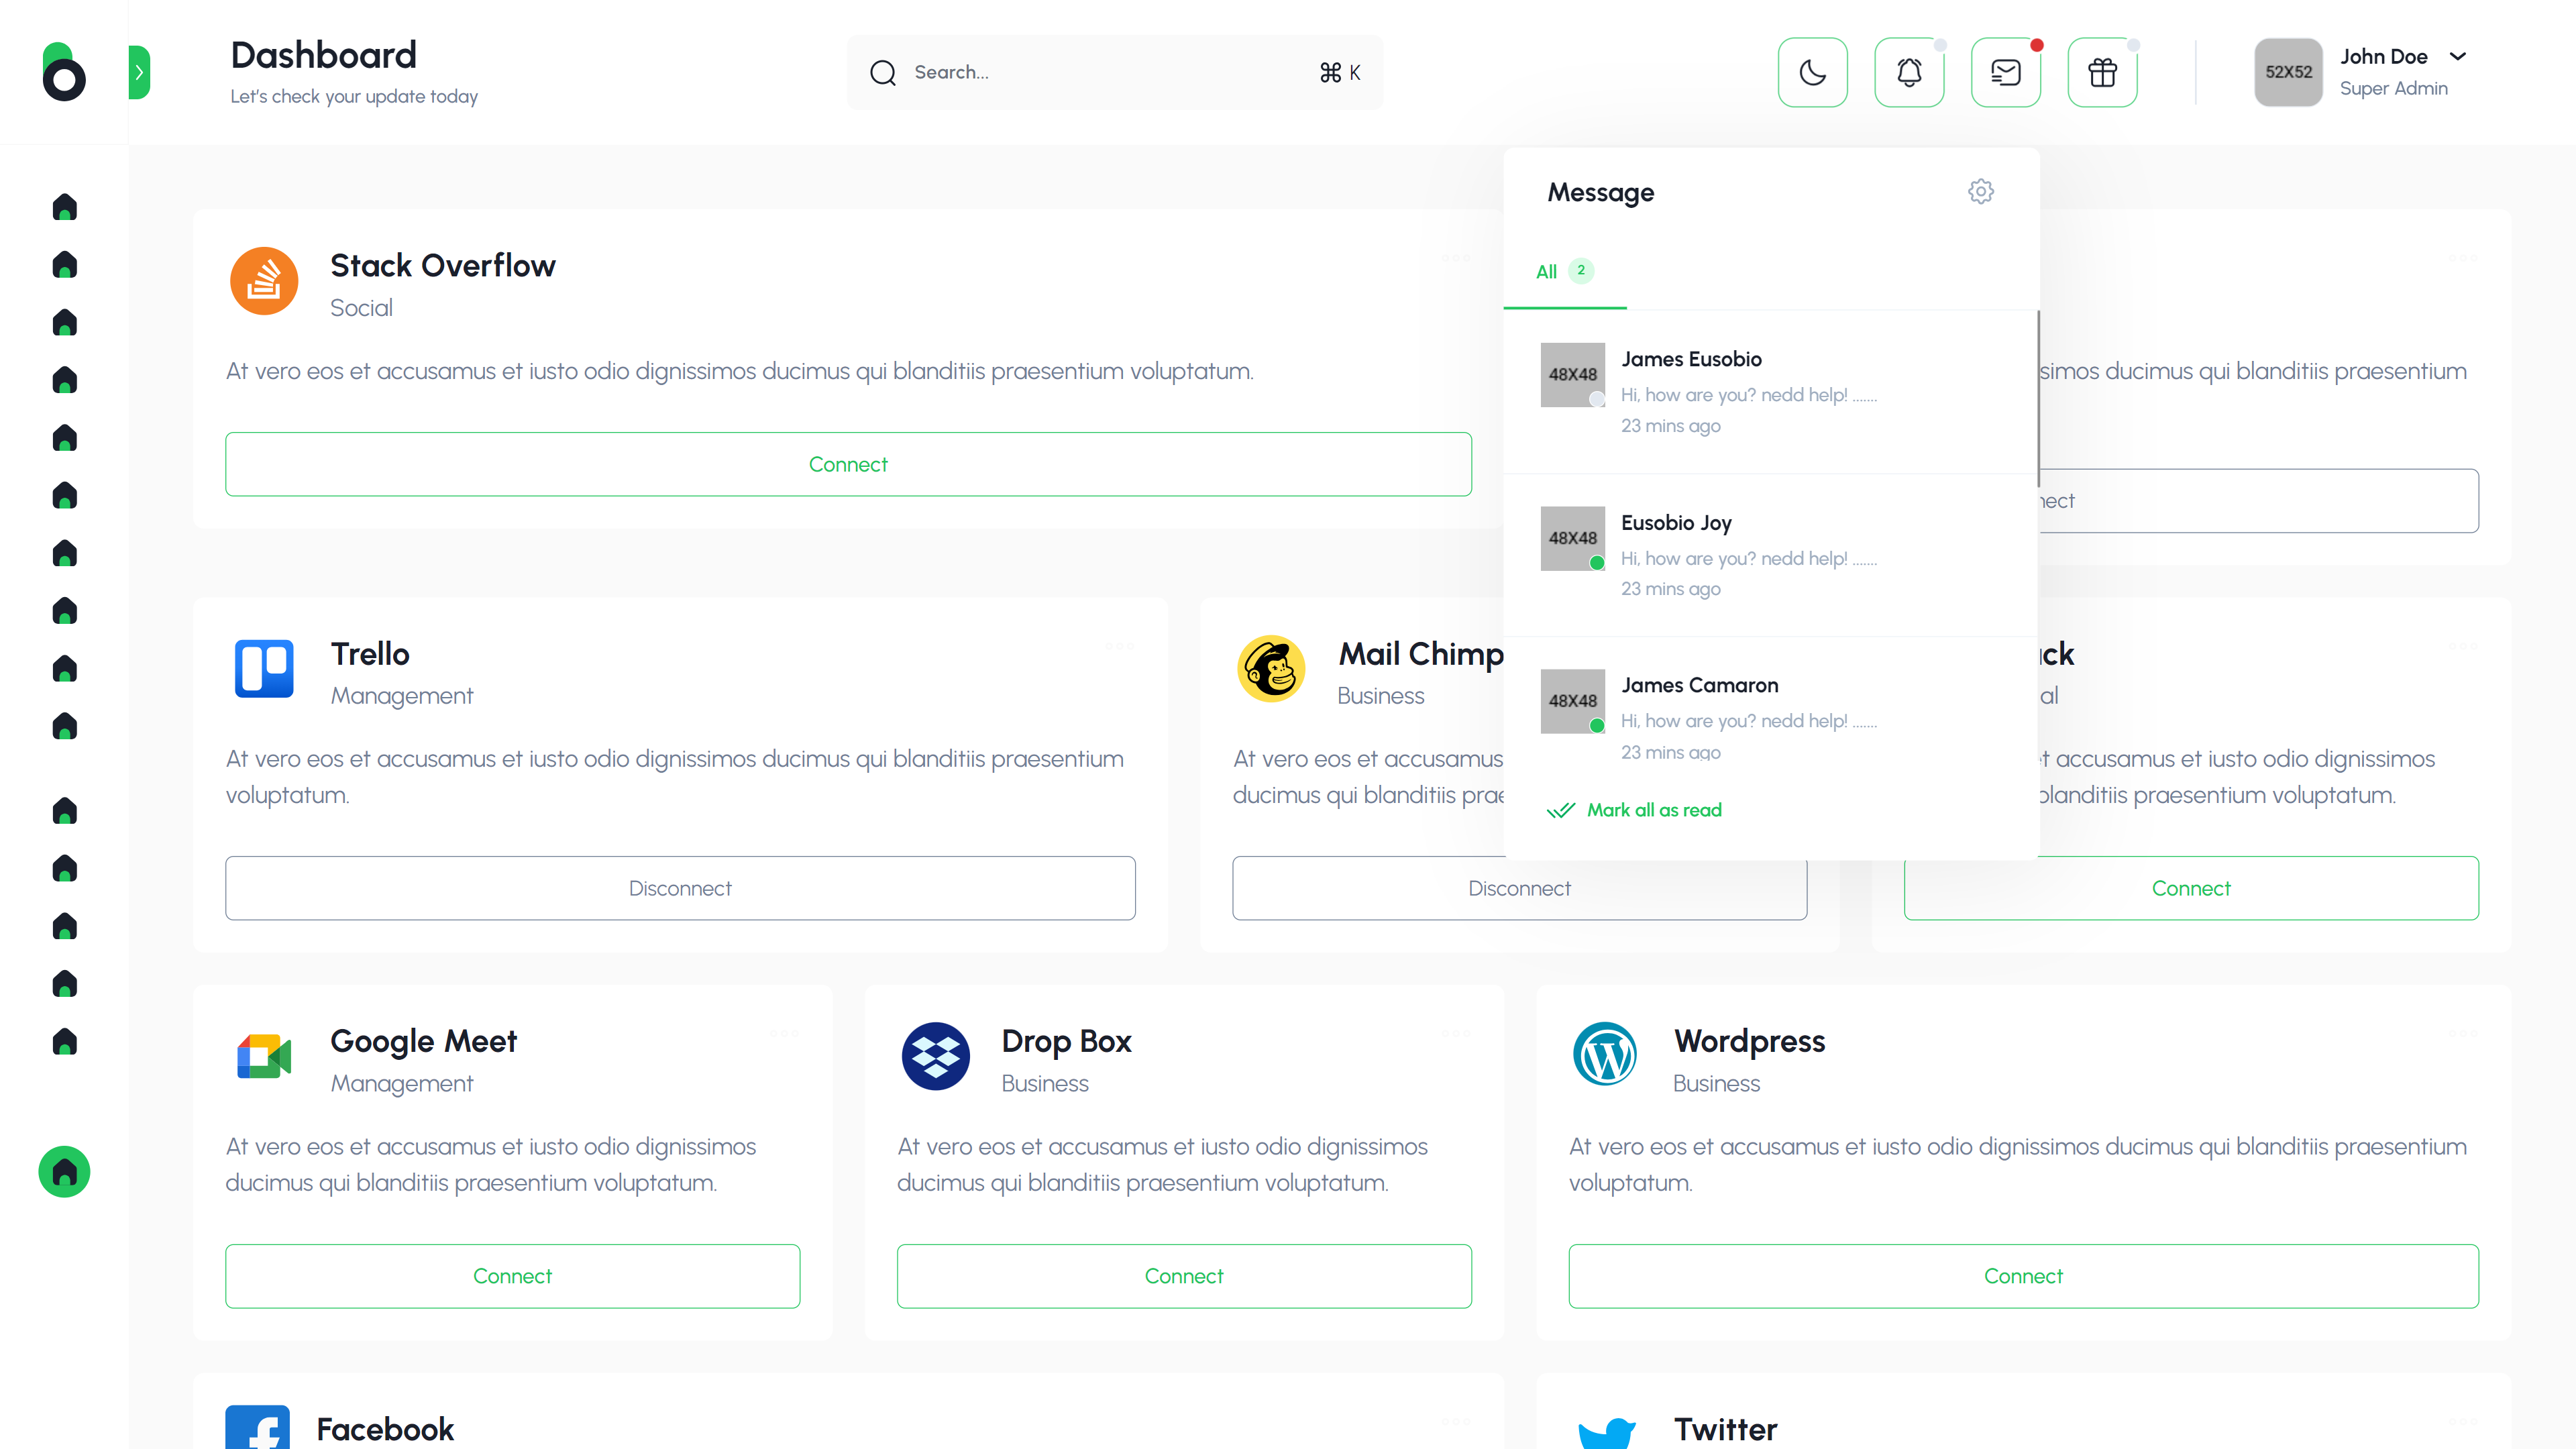 Dashboard
Let's check your update today
Search...
⌘ K
52X52
John Doe
Super Admin
Message
All 2
48X48
James Eusobio
Hi, how are you? nedd help! .......
23 mins ago
48X48
Eusobio Joy
Hi, how are you? nedd help! .......
23 mins ago
48X48
James Camaron
Hi, how are you? nedd help! .......
23 mins ago
Mark all as read
Stack Overflow
Social
At vero eos et accusamus et iusto odio dignissimos ducimus qui blanditiis praesentium voluptatum.
Connect
ducimus qui blanditiis praesentium
Trello
Management
At vero eos et accusamus et iusto odio dignissimos ducimus qui blanditiis praesentium
voluptatum.
Disconnect
Mail Chimp
Business
At vero eos et accusamus
ducimus qui blanditiis
Disconnect
accusamus et iusto odio dignissimos
praesentium voluptatum.
Connect
Google Meet
Management
At vero eos et accusamus et iusto odio dignissimos
ducimus qui blanditiis praesentium voluptatum.
Connect
Drop Box
Business
At vero eos et accusamus et iusto odio dignissimos
ducimus qui blanditiis praesentium voluptatum.
Connect
Wordpress
Business
At vero eos et accusamus et iusto odio dignissimos ducimus qui blanditiis praesentium
voluptatum.
Connect
Facebook
Twitter